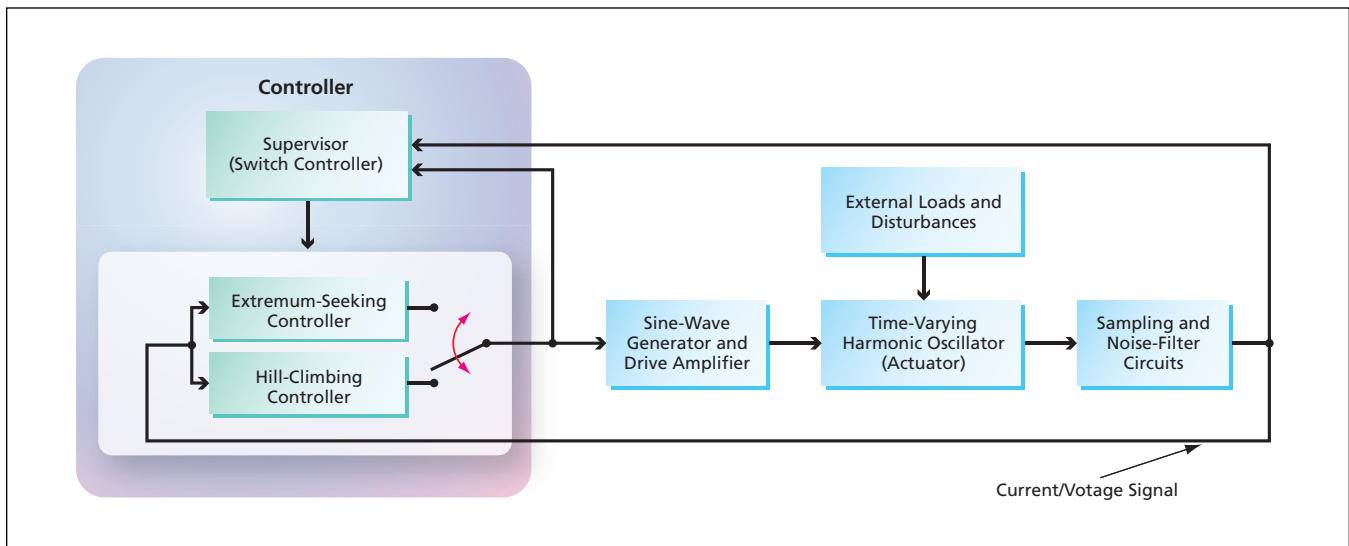 Controller
Supervisor
(Switch Controller)
External Loads and
Disturbances
Extremum-Seeking
Controller
Hill-Climbing
Controller
Sine-Wave
Generator and
Drive Amplifier
Time-Varying
Harmonic Oscillator
(Actuator)
Sampling and
Noise-Filter
Circuits
Current/Votage Signal